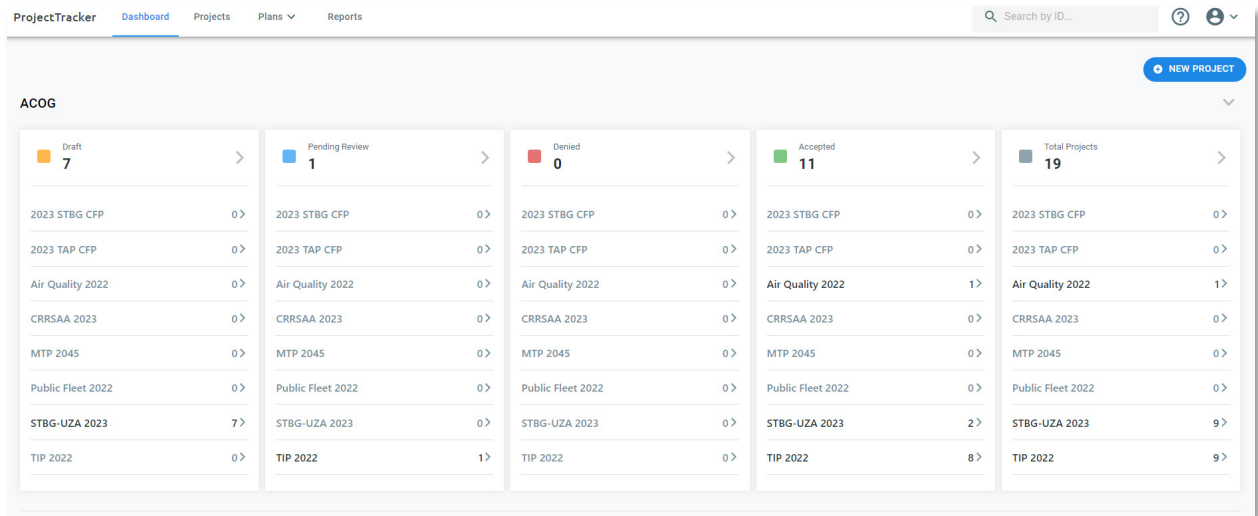 ProjectTracker Dashboard Projects Plans Reports Search by ID...
NEW PROJECT
ACOG
Draft
7
2023 STBG CFP 0
2023 TAP CFP 0
Air Quality 2022 0
CRRSAA 2023 0
MTP 2045 0
Public Fleet 2022 0
STBG-UZA 2023 7
TIP 2022 0
Pending Review
1
2023 STBG CFP 0
2023 TAP CFP 0
Air Quality 2022 0
CRRSAA 2023 0
MTP 2045 0
Public Fleet 2022 0
STBG-UZA 2023 0
TIP 2022 1
Denied
0
2023 STBG CFP 0
2023 TAP CFP 0
Air Quality 2022 0
CRRSAA 2023 0
MTP 2045 0
Public Fleet 2022 0
STBG-UZA 2023 0
TIP 2022 0
Accepted
11
2023 STBG CFP 0
2023 TAP CFP 0
Air Quality 2022 1
CRRSAA 2023 0
MTP 2045 0
Public Fleet 2022 0
STBG-UZA 2023 2
TIP 2022 8
Total Projects
19
2023 STBG CFP 0
2023 TAP CFP 0
Air Quality 2022 1
CRRSAA 2023 0
MTP 2045 0
Public Fleet 2022 0
STBG-UZA 2023 9
TIP 2022 9